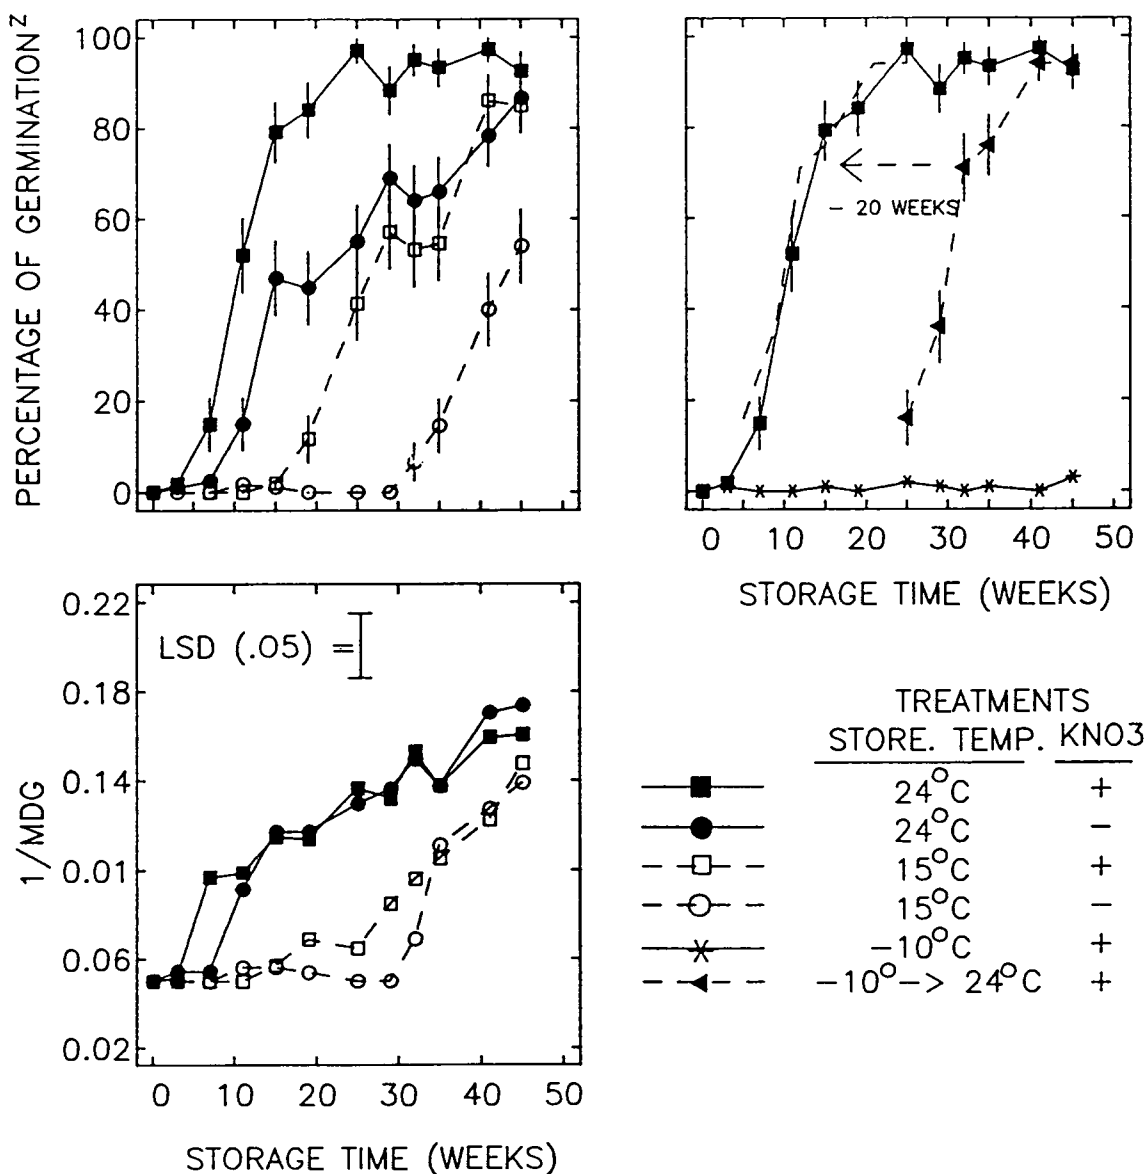 PERCENTAGE OF GERMINATION^Z
100
80
60
40
20
0
– 20 WEEKS
0 10 20 30 40 50
STORAGE TIME (WEEKS)
1/MDG
0.22
0.18
0.14
0.01
0.06
0.02
LSD (.05) =
0 10 20 30 40 50
STORAGE TIME (WEEKS)
TREATMENTS
STORE. TEMP. KNO3
24°C +
24°C –
15°C +
15°C –
–10°C +
–10°–> 24°C +